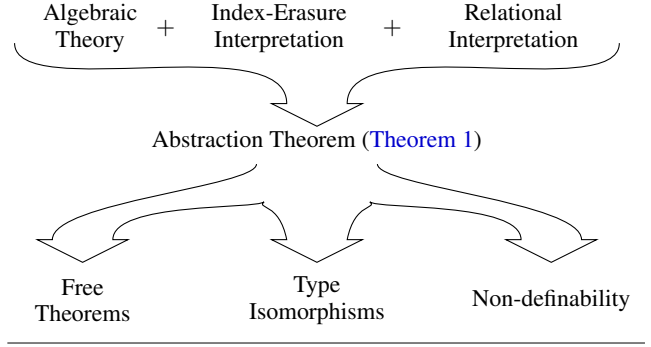 Algebraic Theory + Index-Erasure Interpretation + Relational Interpretation
Abstraction Theorem (Theorem 1)
Free Theorems
Type Isomorphisms
Non-definability